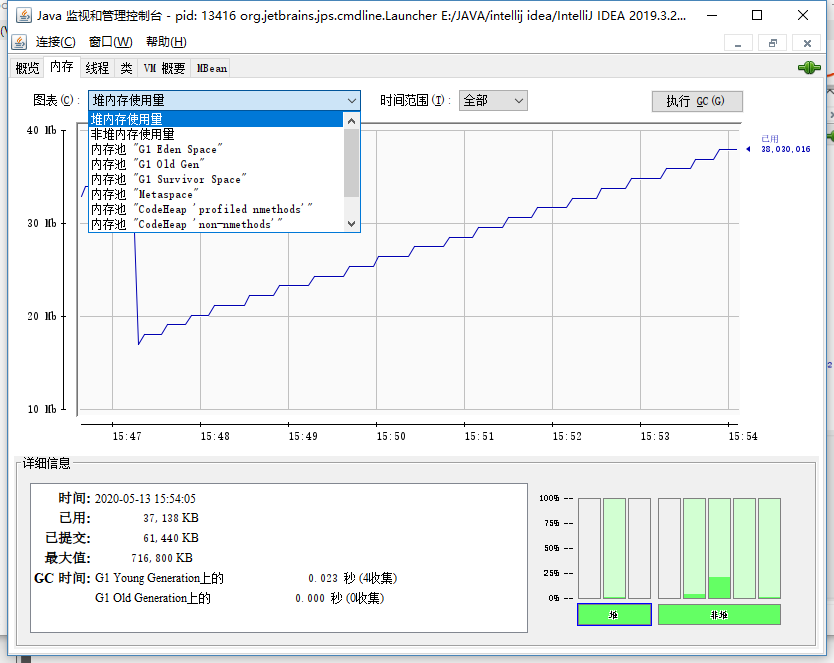 Java 监视和管理控制台 - pid: 13416 org.jetbrains.jps.cmdline.Launcher E:/JAVA/intellij idea/IntelliJ IDEA 2019.3.2...
连接(C) 窗口(W) 帮助(H)
概览 内存 线程 类 VM 概要 MBean
图表(C): 堆内存使用量 时间范围(T): 全部 执行 GC(G)
堆内存使用量
非堆内存使用量
内存池 "G1 Eden Space"
内存池 "G1 Old Gen"
内存池 "G1 Survivor Space"
内存池 "Metaspace"
内存池 "CodeHeap 'profiled nmethods'"
内存池 "CodeHeap 'non-nmethods'"
40 Mb
30 Mb
20 Mb
10 Mb
已用
38,030,016
15:47 15:48 15:49 15:50 15:51 15:52 15:53 15:54
详细信息
时间: 2020-05-13 15:54:05
已用: 37,138 KB
已提交: 61,440 KB
最大值: 716,800 KB
GC 时间: G1 Young Generation上的 0.023 秒 (4收集)
G1 Old Generation上的 0.000 秒 (0收集)
100% --
75% --
50% --
25% --
0% --
堆 非堆